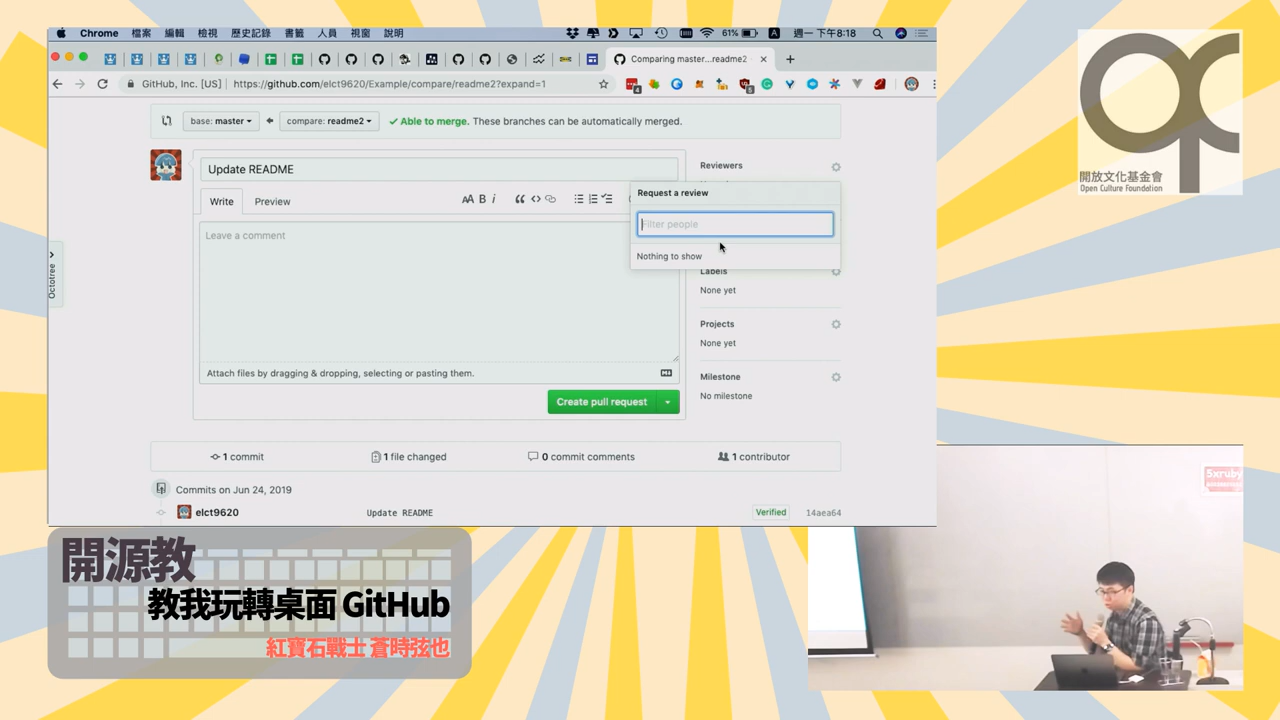 Chrome 檔案 編輯 檢視 歷史記錄 書籤 人員 視窗 說明 61% 週一 下午8:18
Comparing master...readme2
GitHub, Inc. [US] https://github.com/elct9620/Example/compare/readme2?expand=1
base: master compare: readme2 Able to merge. These branches can be automatically merged.
Update README
Reviewers
Request a review
Write Preview
Leave a comment
Filter people
Nothing to show
Labels
None yet
Projects
None yet
Attach files by dragging & dropping, selecting or pasting them.
Milestone
No milestone
Create pull request
1 commit 1 file changed 0 commit comments 1 contributor
Commits on Jun 24, 2019
elct9620 Update README Verified 14aea64
Octotree
開放文化基金會
Open Culture Foundation
5xruby
開源教
教我玩轉桌面 GitHub
紅寶石戰士 蒼時弦也